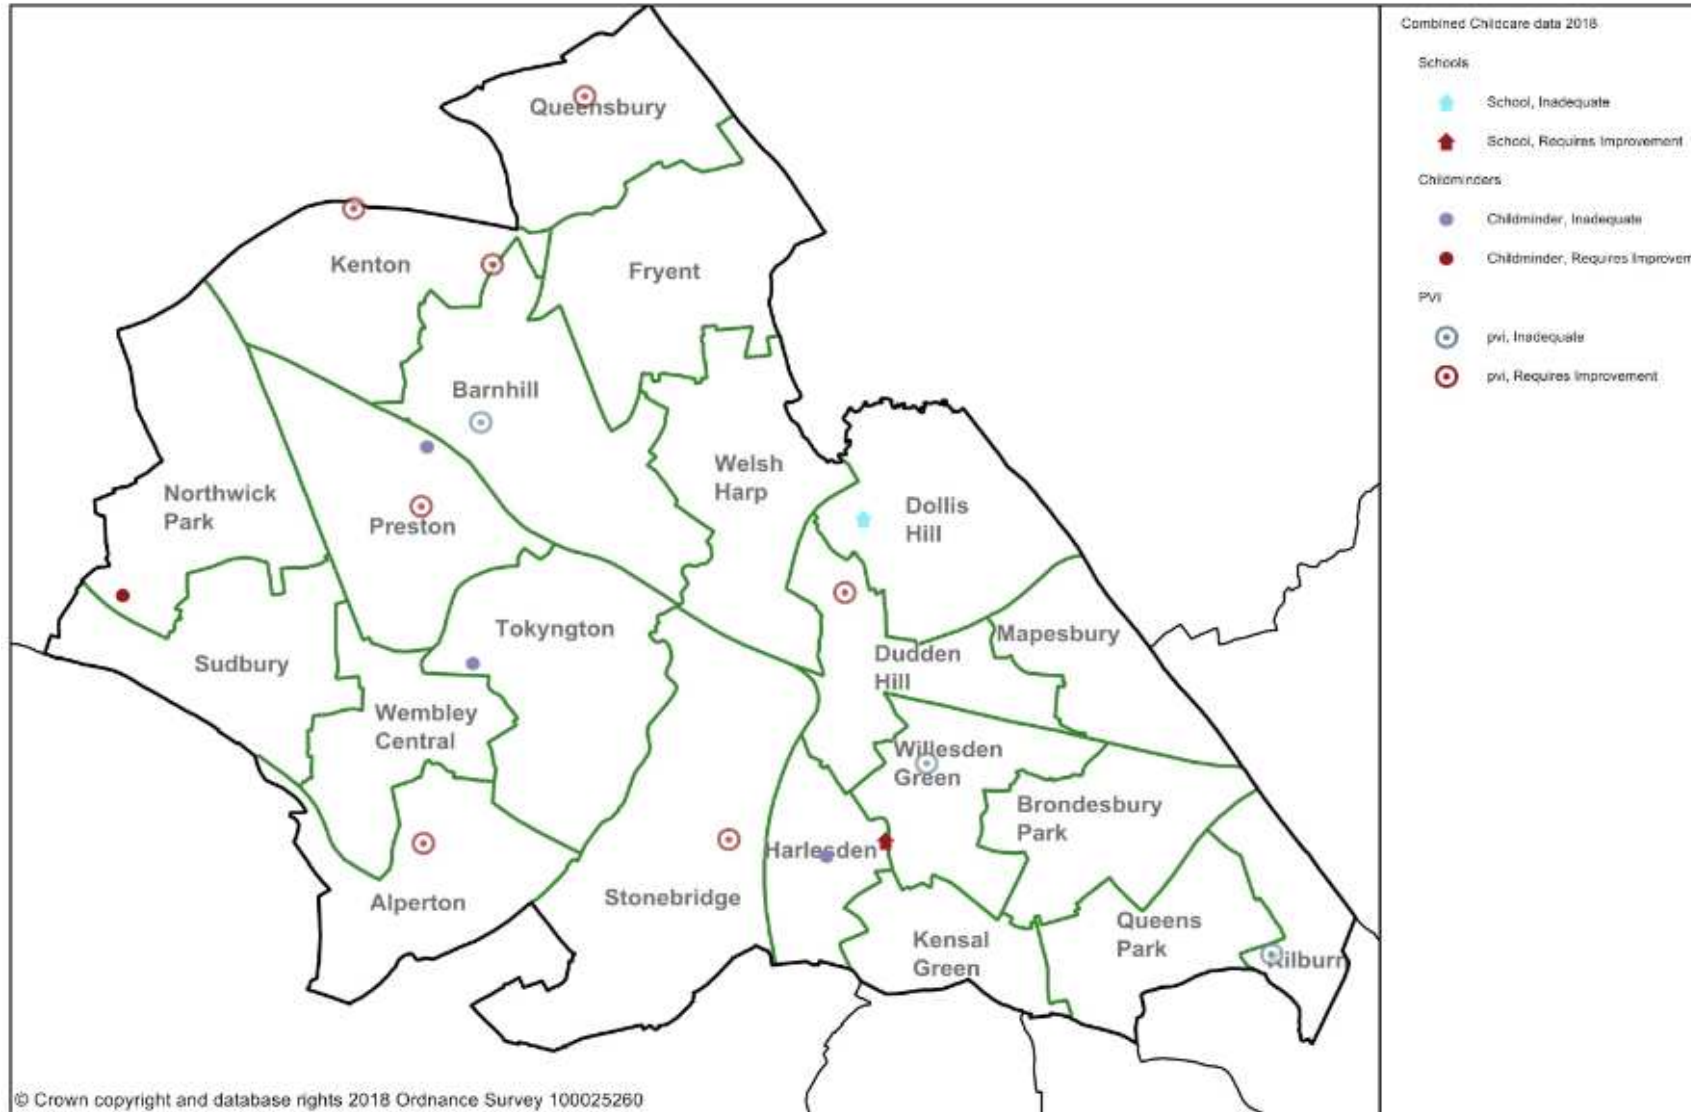 Combined Childcare data 2018
Schools
School, Inadequate
School, Requires Improvement
Childminders
Childminder, Inadequate
Childminder, Requires Improvem
PVI
pvi, Inadequate
pvi, Requires Improvement
Queensbury
Kenton
Fryent
Barnhill
Welsh
Harp
Northwick
Park
Preston
Dollis
Hill
Tokyngton
Mapesbury
Sudbury
Dudden
Hill
Wembley
Central
Willesden
Green
Brondesbury
Park
Harlesden
Alperton
Stonebridge
Queens
Park
Kensal
Green
Kilburn
© Crown copyright and database rights 2018 Ordnance Survey 100025260